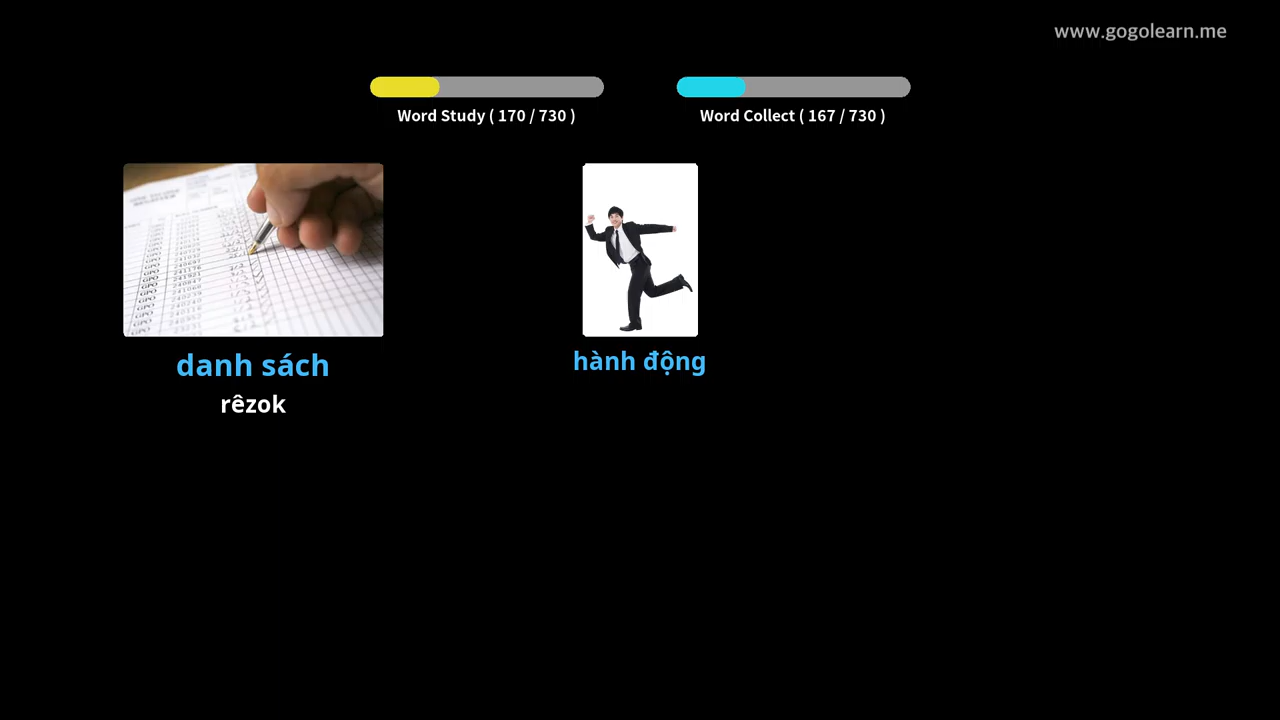 www.gogolearn.me
Word Study ( 170 / 730 )
Word Collect ( 167 / 730 )
danh sách
rêzok
hành động